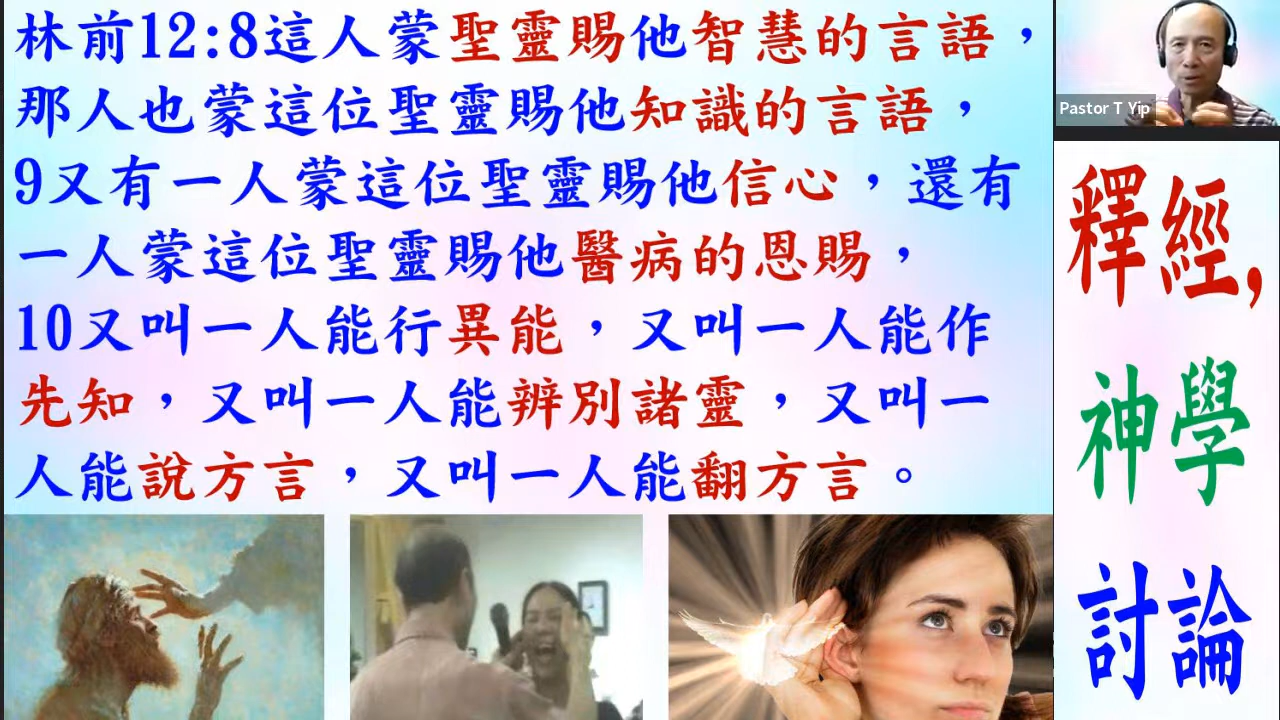 林前12:8這人蒙聖靈賜他智慧的言語，
那人也蒙這位聖靈賜他知識的言語，
9又有一人蒙這位聖靈賜他信心，還有
一人蒙這位聖靈賜他醫病的恩賜，
10又叫一人能行異能，又叫一人能作
先知，又叫一人能辨別諸靈，又叫一
人能說方言，又叫一人能翻方言。
Pastor T Yip
釋經,
神學
討論